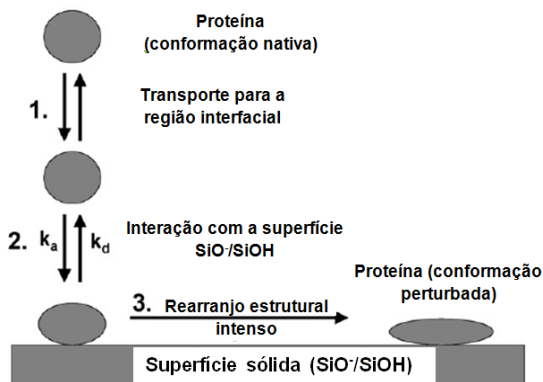 Proteína
(conformação nativa)
1.
Transporte para a
região interfacial
2. ka kd
Interação com a superfície
SiO⁻/SiOH
3. Rearranjo estrutural
intenso
Proteína (conformação
perturbada)
Superfície sólida (SiO⁻/SiOH)